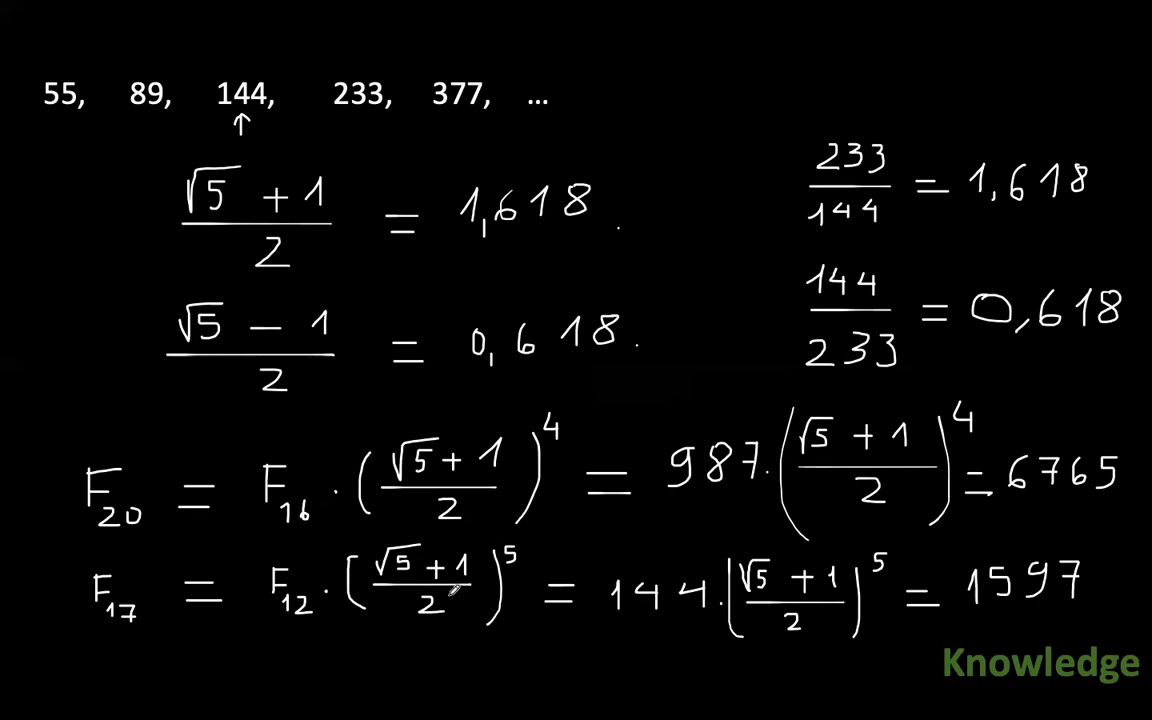 55, 89, 144, 233, 377, ...
↑
(√5 + 1)/2 = 1,618 .
233/144 = 1,618
(√5 − 1)/2 = 0,618 .
144/233 = 0,618
F₂₀ = F₁₆ · ((√5 + 1)/2)⁴ = 987 · ((√5 + 1)/2)⁴ = 6765
F₁₇ = F₁₂ · ((√5 + 1)/2)⁵ = 144 · ((√5 + 1)/2)⁵ = 1597
Knowledge